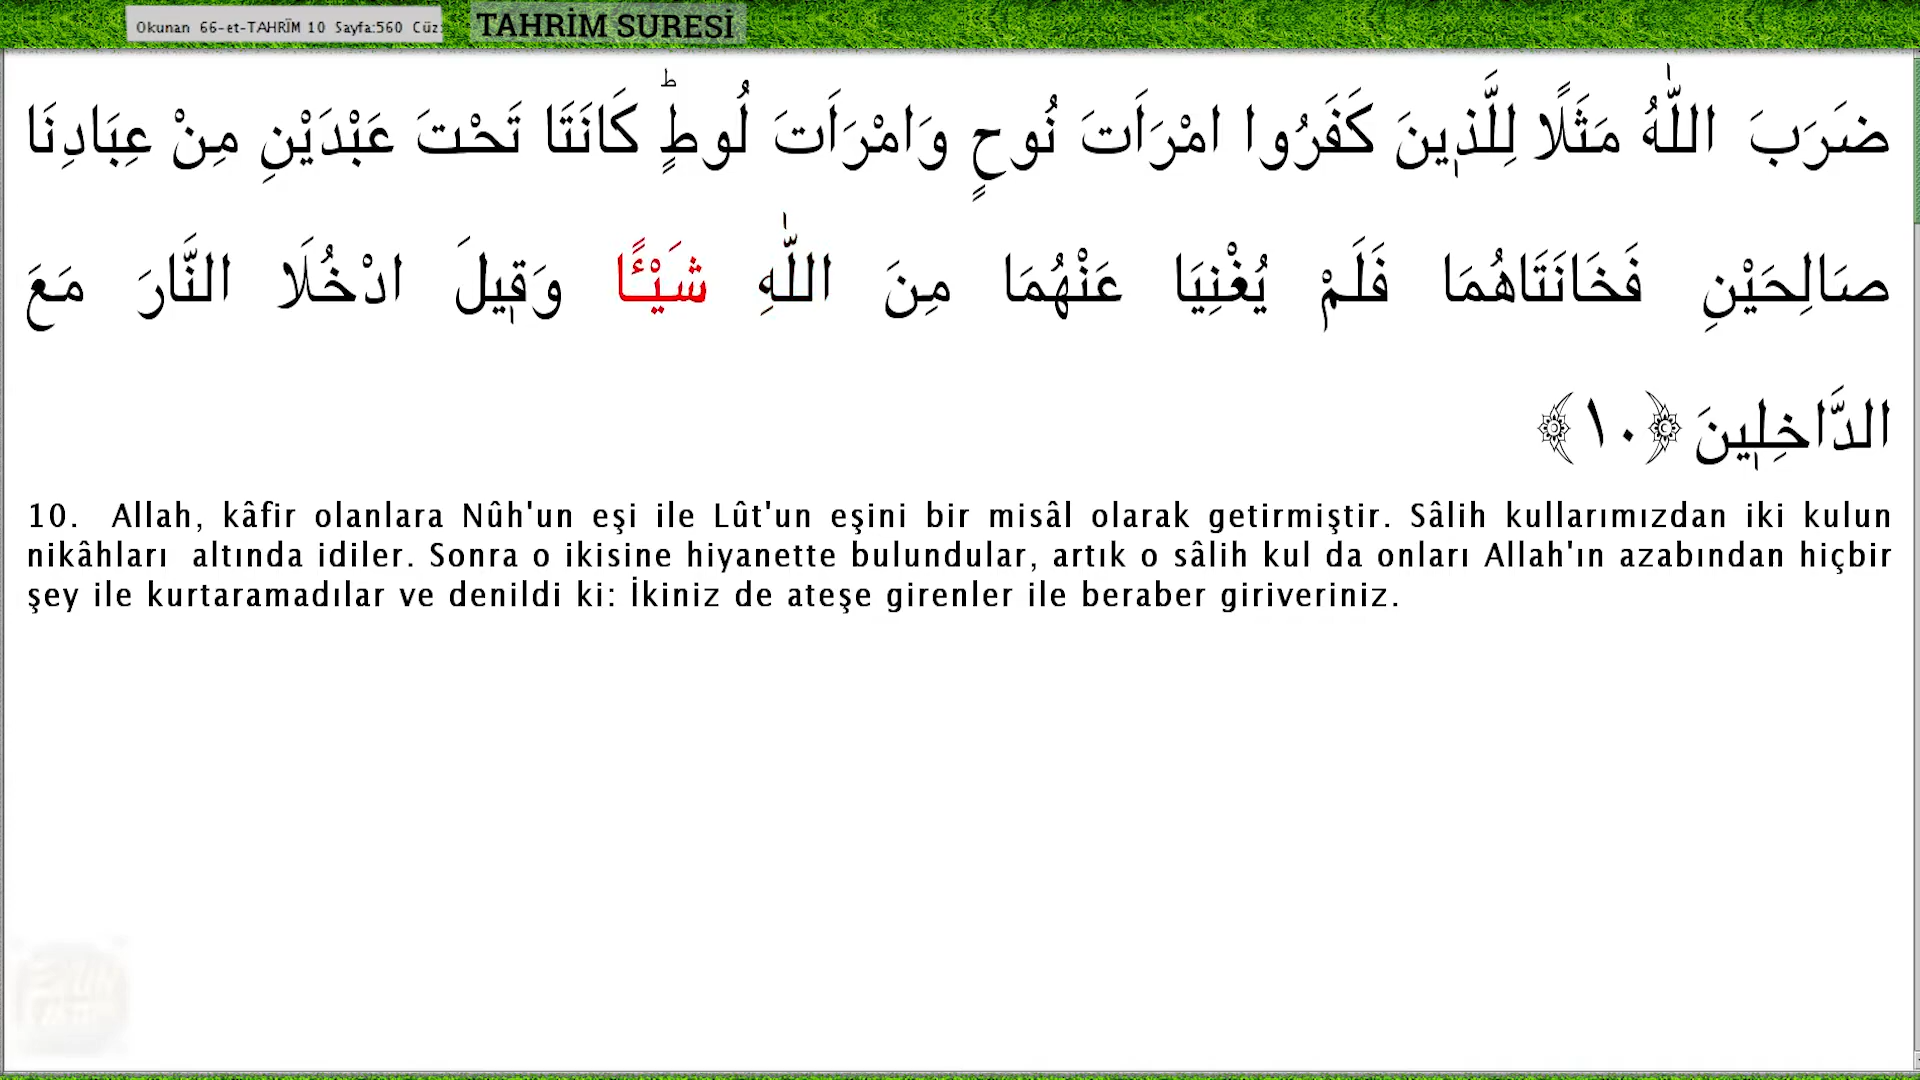 Okunan 66-et-TAHRÎM 10 Sayfa:560 Cüz:
TAHRİM SURESİ
ضَرَبَ اللّٰهُ مَثَلًا لِلَّذ۪ينَ كَفَرُوا امْرَاَتَ نُوحٍ وَامْرَاَتَ لُوطٍۜ كَانَتَا تَحْتَ عَبْدَيْنِ مِنْ عِبَادِنَا
صَالِحَيْنِ فَخَانَتَاهُمَا فَلَمْ يُغْنِيَا عَنْهُمَا مِنَ اللّٰهِ شَيْـًٔا وَق۪يلَ ادْخُلَا النَّارَ مَعَ
الدَّاخِل۪ينَ ﴿١٠﴾
10. Allah, kâfir olanlara Nûh'un eşi ile Lût'un eşini bir misâl olarak getirmiştir. Sâlih kullarımızdan iki kulun
nikâhları altında idiler. Sonra o ikisine hiyanette bulundular, artık o sâlih kul da onları Allah'ın azabından hiçbir
şey ile kurtaramadılar ve denildi ki: İkiniz de ateşe girenler ile beraber giriveriniz.